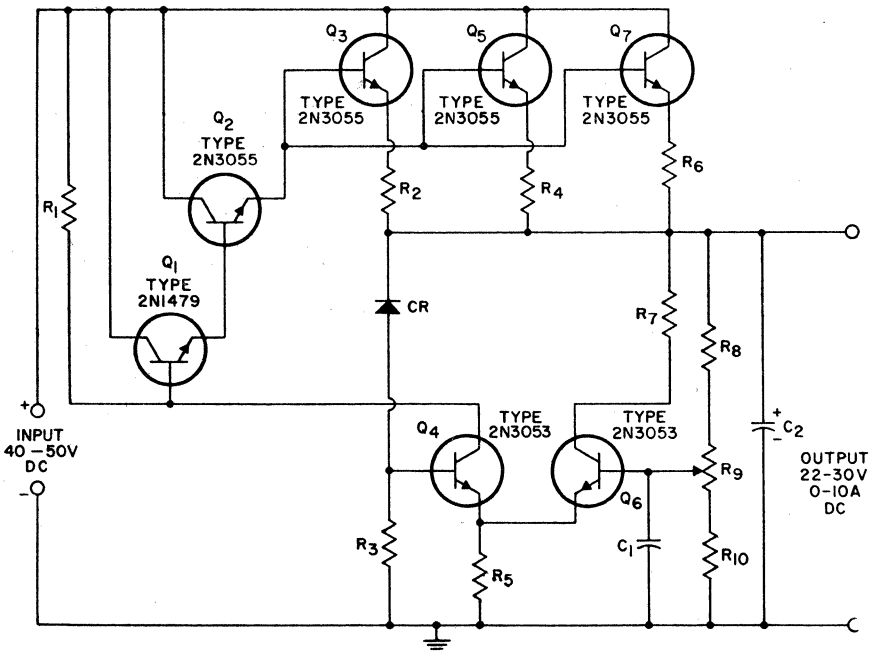 Q3
Q5
Q7
TYPE
2N3055
TYPE
2N3055
TYPE
2N3055
Q2
TYPE
2N3055
R1
R2
R4
R6
Q1
TYPE
2N1479
CR
R7
R8
+
INPUT
40-50V
DC
-
Q4
TYPE
2N3053
TYPE
2N3053
Q6
R9
+
C2
-
OUTPUT
22-30V
0-10A
DC
R3
R5
C1
R10